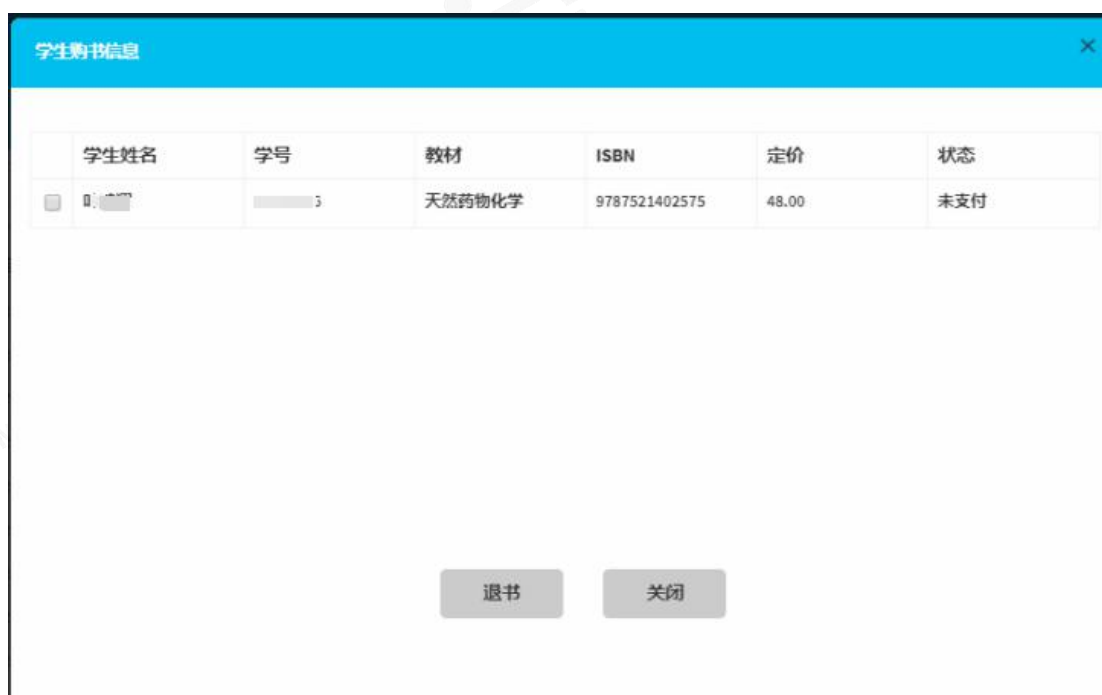 学生购书信息
学生姓名 学号 教材 ISBN 定价 状态
天然药物化学 9787521402575 48.00 未支付
退书 关闭